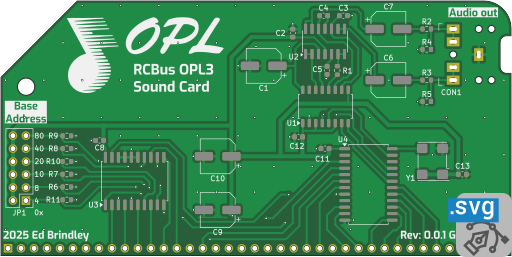 OPL
RCBus OPL3
Sound Card
Audio out
C4 C3
C7
R2
C2
R4
U2
C5 R1
C6
R3
C1
CON1
R5
Base
Address
U1
C12
U4
C11
80 R9
40 R8
20 R10
10 R7
8 R6
4 R11
JP1 0x
C8
U3
C10
C9
Y1
C13
2025 Ed Brindley
Rev: 0.0.1 G
.svg